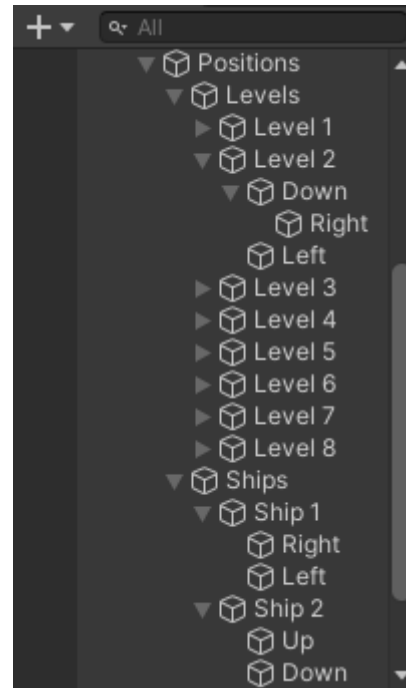 All
Positions
Levels
Level 1
Level 2
Down
Right
Left
Level 3
Level 4
Level 5
Level 6
Level 7
Level 8
Ships
Ship 1
Right
Left
Ship 2
Up
Down